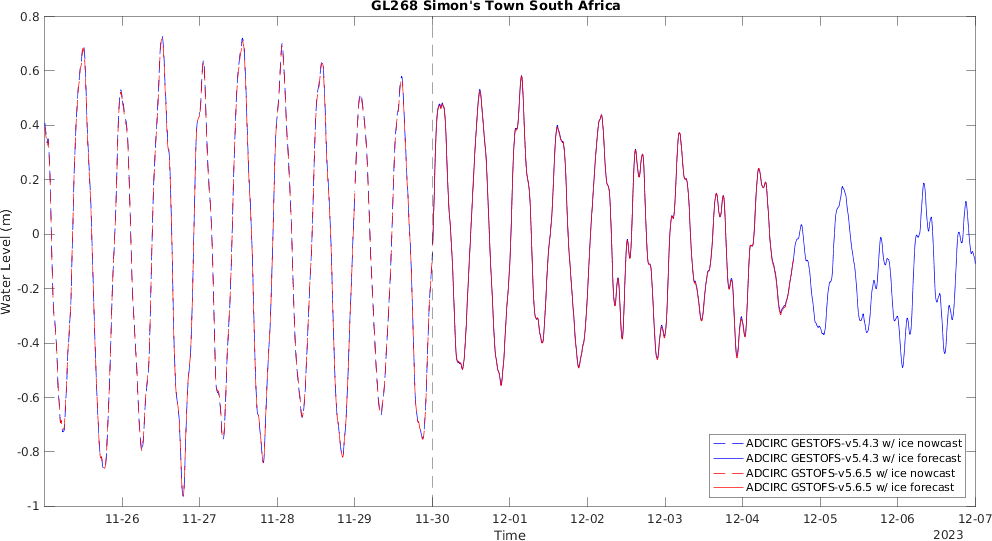 GL268 Simon's Town South Africa
0.8
0.6
0.4
0.2
0
-0.2
-0.4
-0.6
-0.8
-1
Water Level (m)
11-26 11-27 11-28 11-29 11-30 12-01 12-02 12-03 12-04 12-05 12-06 12-07
Time
2023
ADCIRC GESTOFS-v5.4.3 w/ ice nowcast
ADCIRC GESTOFS-v5.4.3 w/ ice forecast
ADCIRC GSTOFS-v5.6.5 w/ ice nowcast
ADCIRC GSTOFS-v5.6.5 w/ ice forecast